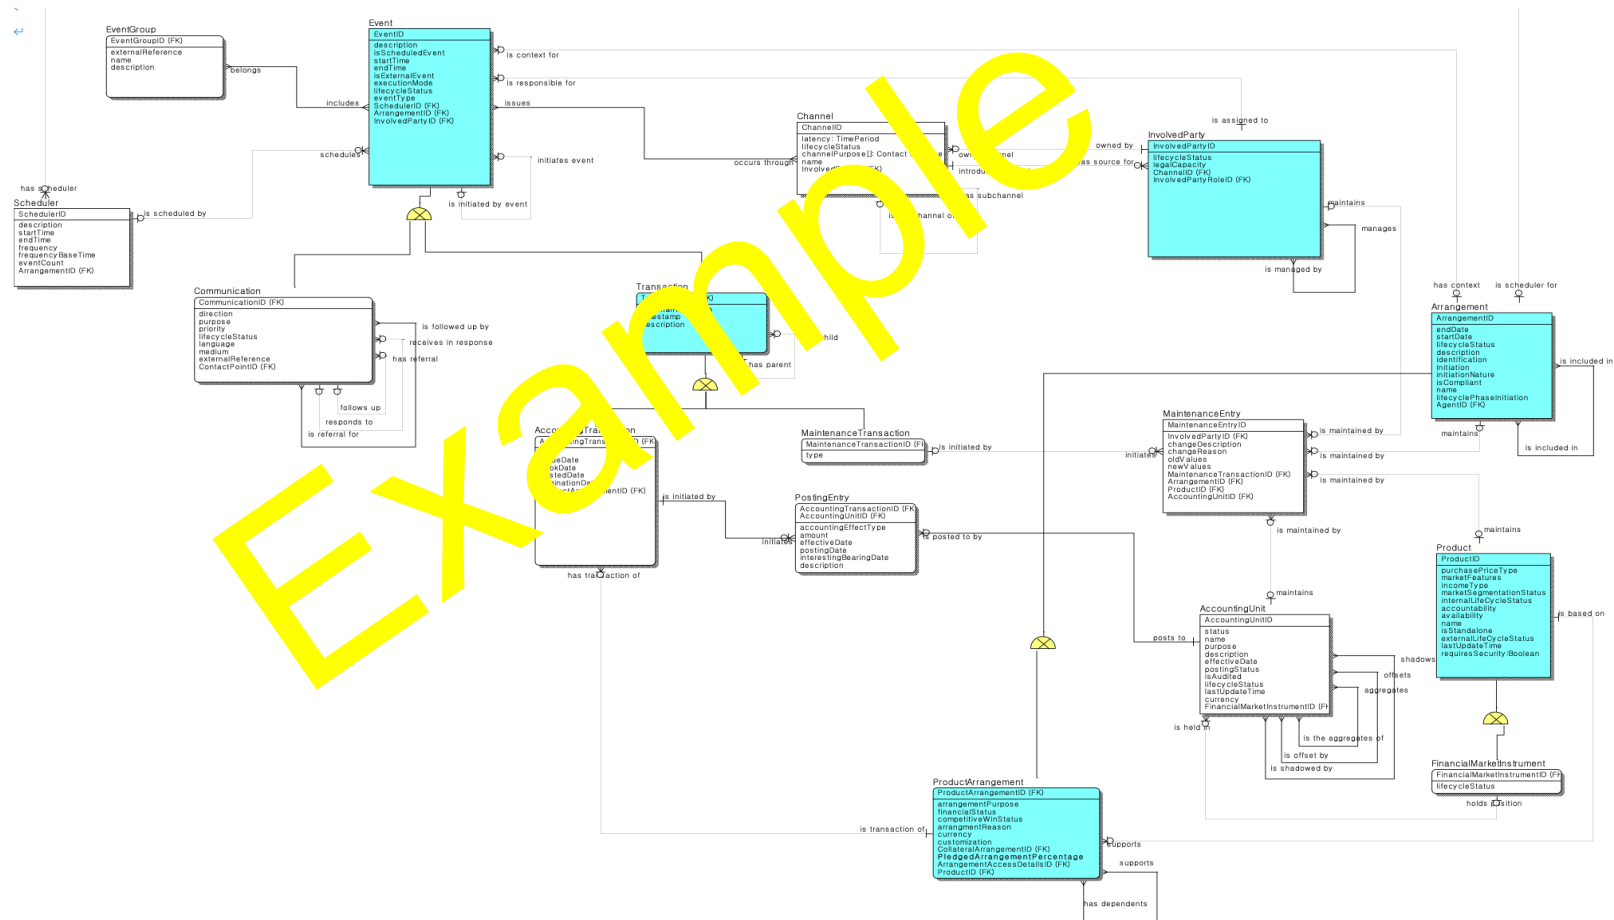 Event
EventID
description
isScheduledEvent
startTime
endTime
isExternalEvent
executionMode
lifecycleStatus
eventType
SchedulerID (FK)
ArrangementID (FK)
InvolvedPartyID (FK)
EventGroup
EventGroupID (FK)
externalReference
name
description
belongs
includes
is context for
is responsible for
issues
schedules
initiates event
is initiated by event
has scheduler
Scheduler
SchedulerID
description
startTime
endTime
frequency
frequencyBaseTime
eventCount
ArrangementID (FK)
is scheduled by
Channel
ChannelID
latency: TimePeriod
lifecycleStatus
channelPurpose[]: Contact
name
occurs through
owned by
is assigned to
InvolvedParty
InvolvedPartyID
lifecycleStatus
legalCapacity
ChannelID (FK)
InvolvedPartyRoleID (FK)
maintains
manages
is managed by
Communication
CommunicationID (FK)
direction
purpose
priority
lifecycleStatus
language
medium
externalReference
ContactPointID (FK)
is followed up by
receives in response
has referral
follows up
responds to
is referral for
Transaction
has parent
has context
is scheduler for
Arrangement
ArrangementID
endDate
startDate
lifecycleStatus
description
identification
initiation
initiationNature
isCompliant
name
lifecyclePhaseInitiation
AgentID (FK)
is included in
maintains
is included in
MaintenanceTransaction
MaintenanceTransactionID (FK)
type
is initiated by
initiates
MaintenanceEntry
MaintenanceEntryID
InvolvedPartyID (FK)
changeDescription
changeReason
oldValues
newValues
MaintenanceTransactionID (FK)
ArrangementID (FK)
ProductID (FK)
AccountingUnitID (FK)
is maintained by
is maintained by
is maintained by
is maintained by
maintains
maintains
is initiated by
initiates
has transaction of
PostingEntry
AccountingTransactionID (FK)
AccountingUnitID (FK)
accountingEffectType
amount
effectiveDate
postingDate
interestingBearingDate
description
is posted to by
posts to
AccountingUnit
AccountingUnitID
status
name
purpose
description
effectiveDate
postingStatus
isAudited
lifecycleStatus
lastUpdateTime
currency
FinancialMarketInstrumentID (FK)
shadows
offsets
aggregates
is held in
is the aggregates of
is offset by
is shadowed by
Product
ProductID
purchasePriceType
marketFeatures
incomeType
marketSegmentationStatus
internalLifeCycleStatus
accountability
availability
name
isStandalone
externalLifeCycleStatus
lastUpdateTime
requiresSecurity:Boolean
is based on
FinancialMarketInstrument
FinancialMarketInstrumentID (FK)
lifecycleStatus
holds position
ProductArrangement
ProductArrangementID (FK)
arrangementPurpose
financialStatus
competitiveWinStatus
arrangmentReason
currency
customization
CollateralArrangementID (FK)
PledgedArrangementPercentage
ArrangementAccessDetailsID (FK)
ProductID (FK)
is transaction of
supports
supports
has dependents
Example